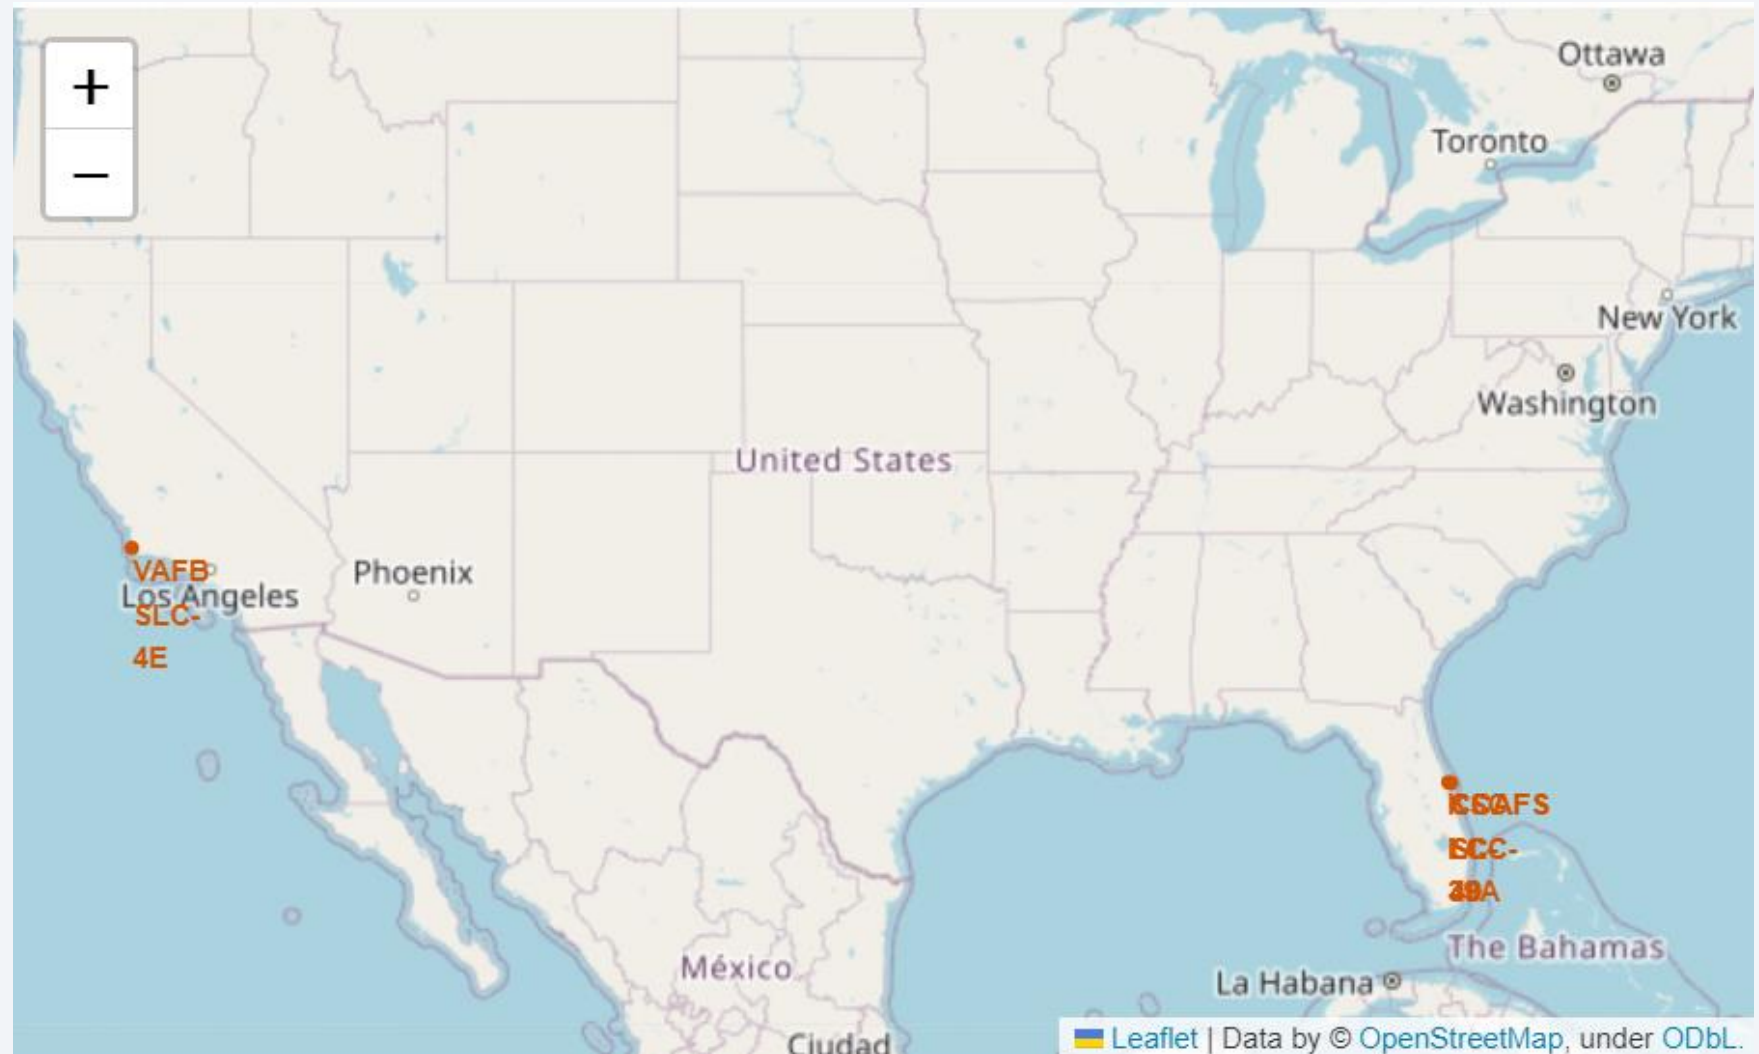 +
−
Ottawa
Toronto
New York
Washington
United States
VAFB
Los Angeles
SLC-
4E
Phoenix
México
La Habana
The Bahamas
Ciudad
Leaflet | Data by © OpenStreetMap, under ODbL.